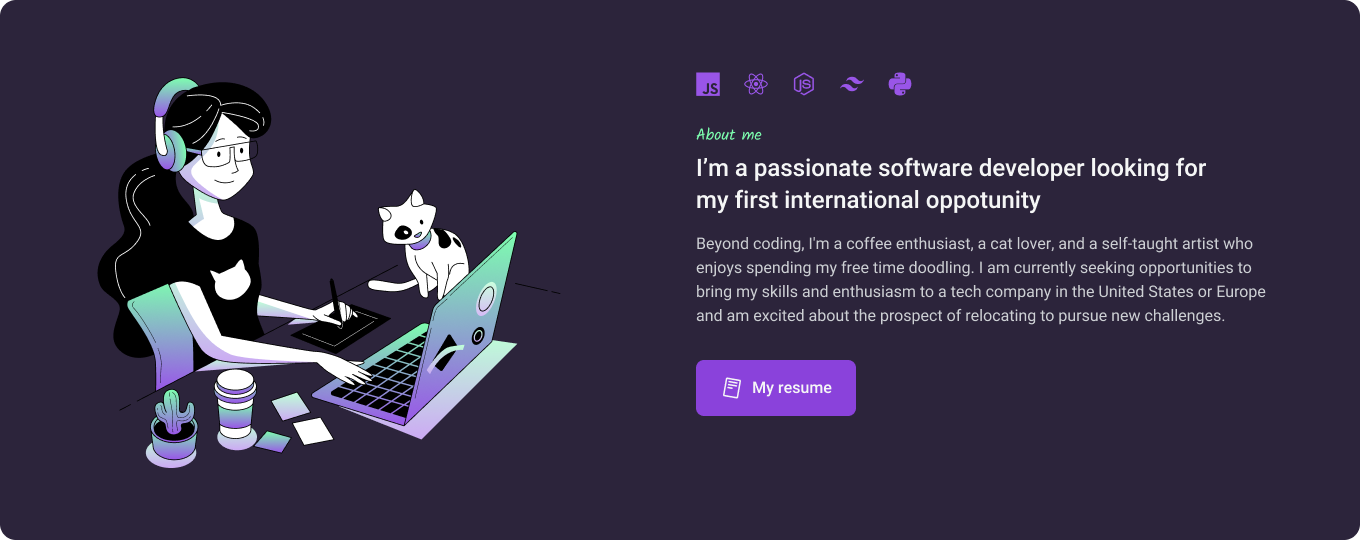 JS
JS
About me
I’m a passionate software developer looking for
my first international oppotunity
Beyond coding, I'm a coffee enthusiast, a cat lover, and a self-taught artist who
enjoys spending my free time doodling. I am currently seeking opportunities to
bring my skills and enthusiasm to a tech company in the United States or Europe
and am excited about the prospect of relocating to pursue new challenges.
My resume